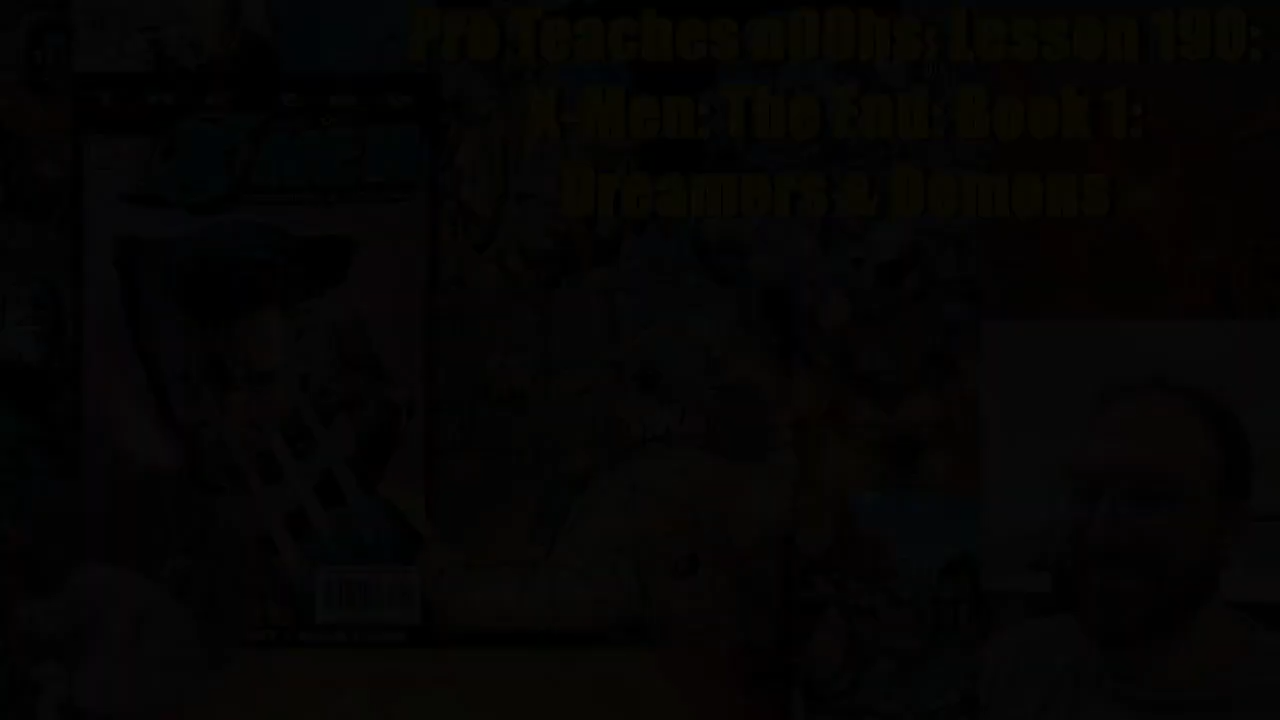 Pro Teaches n00bs: Lesson 190:
X-Men: The End: Book 1:
Dreamers & Demons